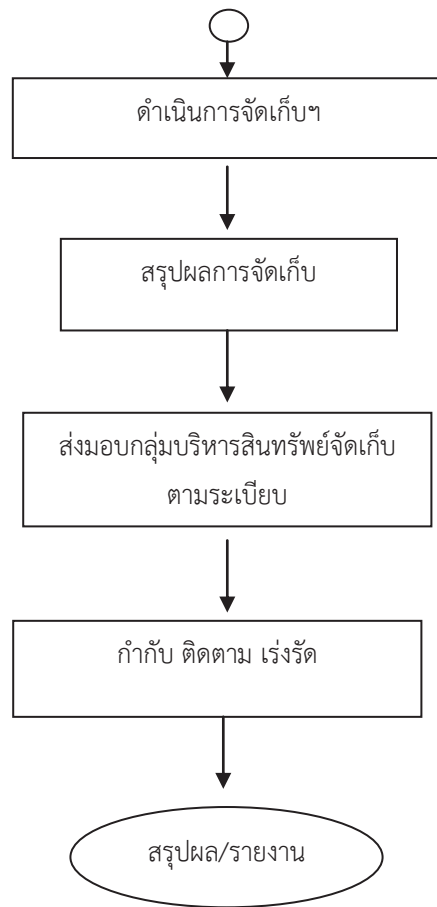 ดำเนินการจัดเก็บฯ
สรุปผลการจัดเก็บ
ส่งมอบกลุ่มบริหารสินทรัพย์จัดเก็บ
ตามระเบียบ
กำกับ ติดตาม เร่งรัด
สรุปผล/รายงาน